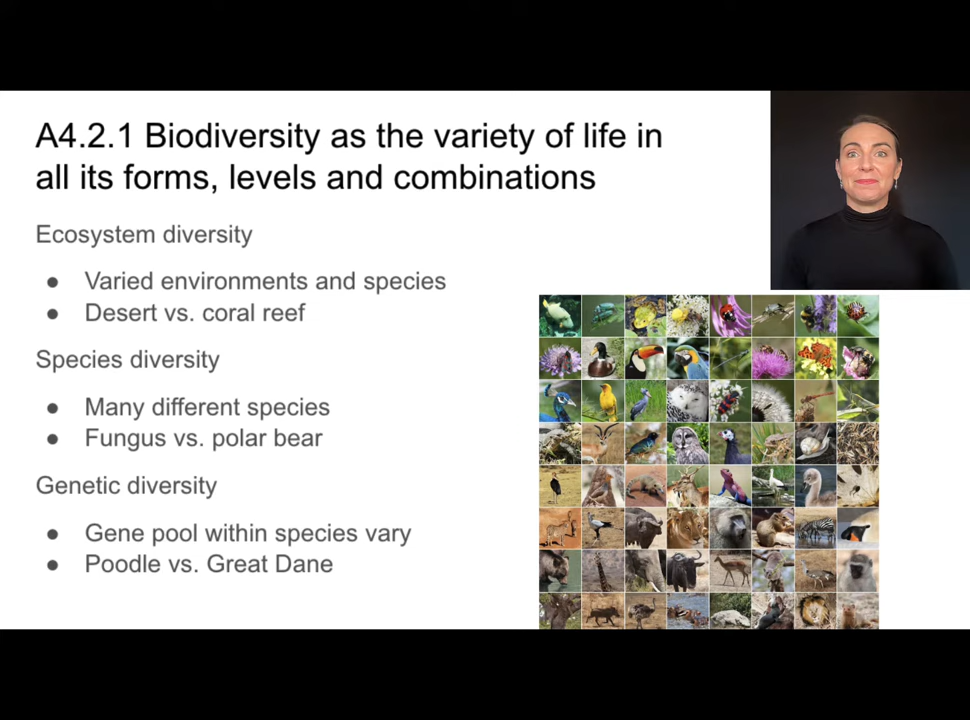 A4.2.1 Biodiversity as the variety of life in
all its forms, levels and combinations
Ecosystem diversity
● Varied environments and species
● Desert vs. coral reef
Species diversity
● Many different species
● Fungus vs. polar bear
Genetic diversity
● Gene pool within species vary
● Poodle vs. Great Dane